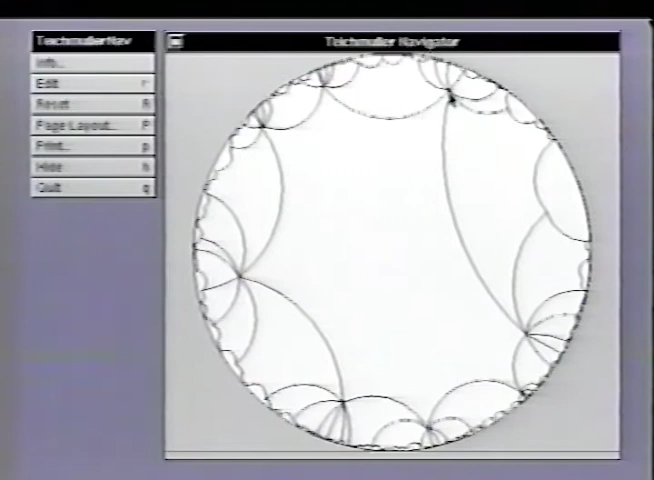 TeichmullerNav
Info...
Edit r
Reset R
Page Layout... P
Print... p
Hide h
Quit q
Teichmuller Navigator